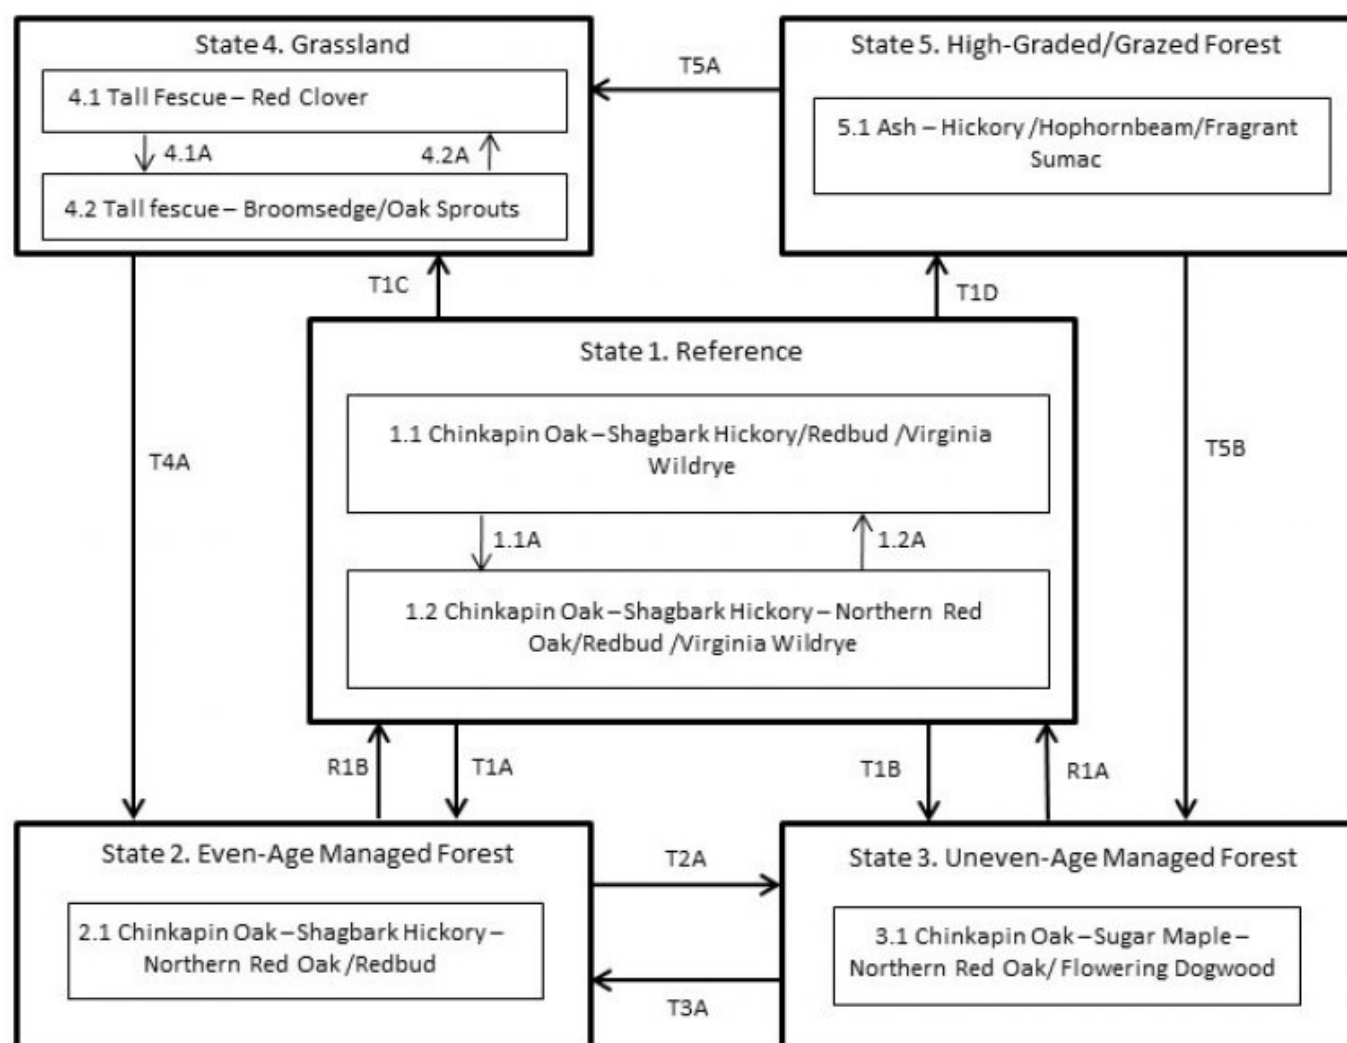 State 4. Grassland
4.1 Tall Fescue – Red Clover
4.1A
4.2A
4.2 Tall fescue – Broomsedge/Oak Sprouts
T5A
State 5. High-Graded/Grazed Forest
5.1 Ash – Hickory /Hophornbeam/Fragrant
Sumac
T1C
T1D
T4A
T5B
State 1. Reference
1.1 Chinkapin Oak – Shagbark Hickory/Redbud /Virginia
Wildrye
1.1A
1.2A
1.2 Chinkapin Oak – Shagbark Hickory – Northern Red
Oak/Redbud /Virginia Wildrye
R1B
T1A
T1B
R1A
State 2. Even-Age Managed Forest
2.1 Chinkapin Oak – Shagbark Hickory –
Northern Red Oak /Redbud
T2A
T3A
State 3. Uneven-Age Managed Forest
3.1 Chinkapin Oak – Sugar Maple –
Northern Red Oak/ Flowering Dogwood